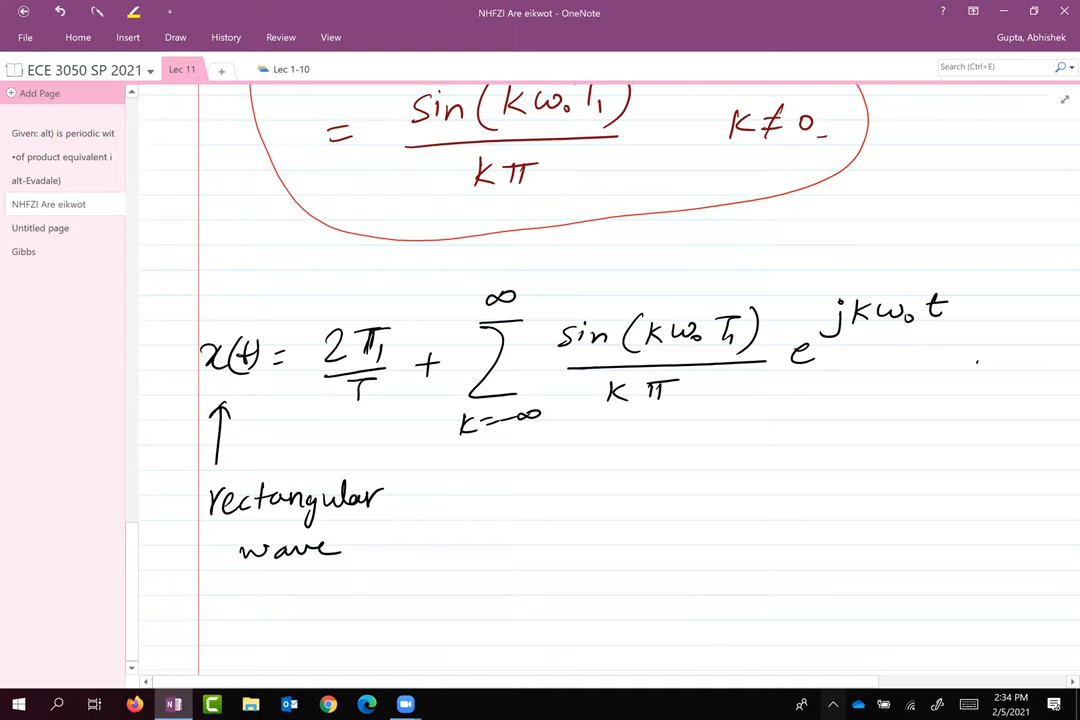 NHFZI Are eikwot - OneNote
Gupta, Abhishek
File Home Insert Draw History Review View
ECE 3050 SP 2021
Lec 11
Lec 1-10
Search (Ctrl+E)
Add Page
Given: alt) is periodic wit
•of product equivalent i
alt-Evadale)
NHFZI Are eikwot
Untitled page
Gibbs
= sin(kω₀T₁) / kπ k ≠ 0
x(t) = 2T₁/T + ∑_{k=-∞}^{∞} sin(kω₀T₁)/kπ e^{jkω₀t}
rectangular
wave
2:34 PM
2/5/2021